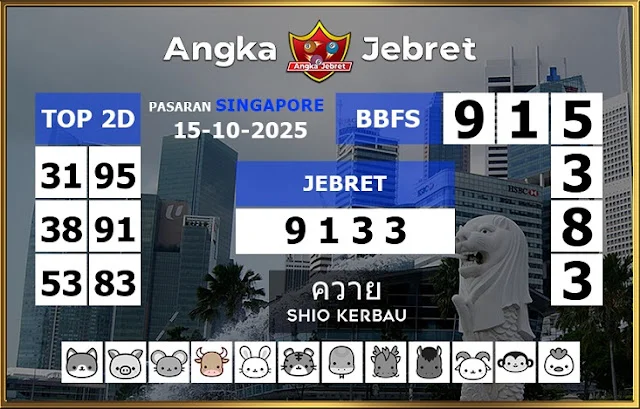 Angka Jebret
Angka Jebret
TOP 2D
PASARAN SINGAPORE
15-10-2025
BBFS 9 1 5
3
8
3
31 95
38 91
53 83
JEBRET
9 1 3 3
ควาย
SHIO KERBAU
HSBC